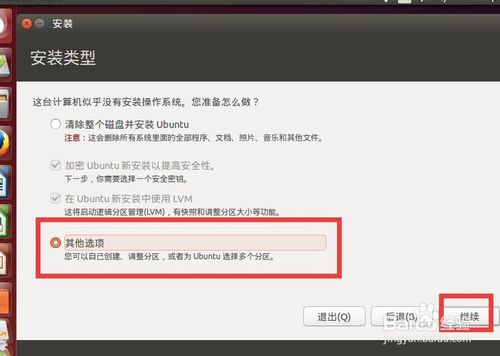 安装
安装类型
这台计算机似乎没有安装操作系统。您准备怎么做？
清除整个磁盘并安装 Ubuntu
注意：这会删除所有系统里面的全部程序、文档、照片、音乐和其他文件。
加密 Ubuntu 新安装以提高安全性。
下一步，你需要选择一个安全密钥。
在 Ubuntu 新安装中使用 LVM
这将启动逻辑分区管理(LVM)，有快照和调整分区大小等功能。
其他选项
您可以自己创建、调整分区，或者为 Ubuntu 选择多个分区。
退出(Q) 后退(B) 继续
Baidu经验
jingyan.baidu.com